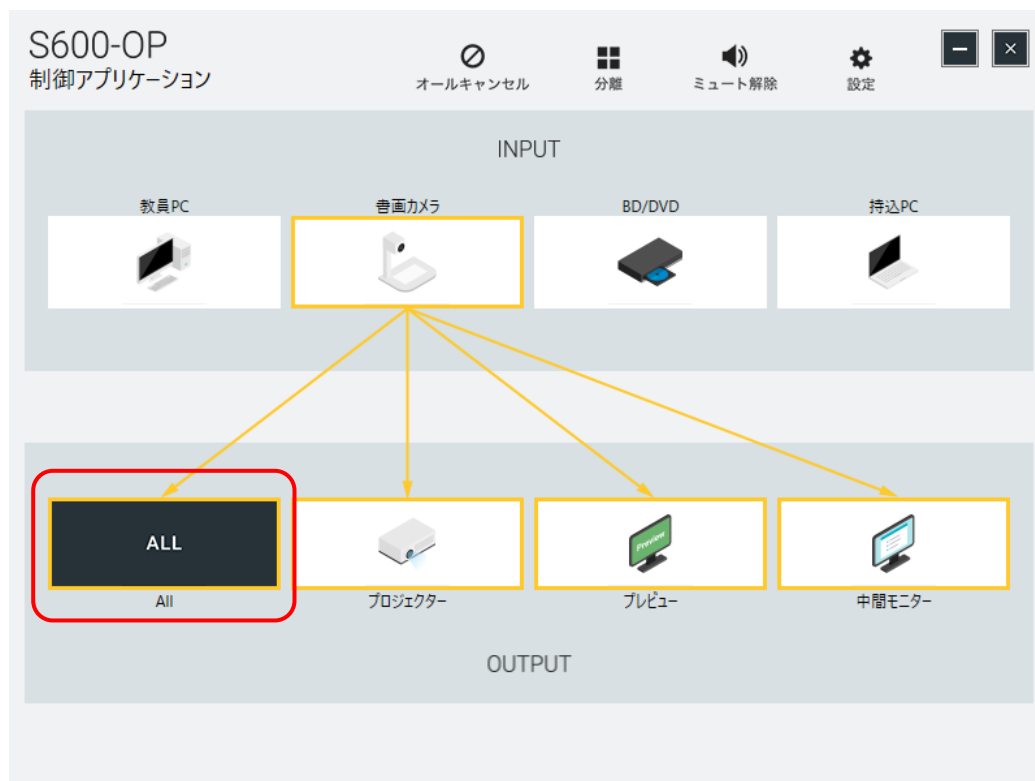 S600-OP
制御アプリケーション
オールキャンセル
分離
ミュート解除
設定
INPUT
教員PC
書画カメラ
BD/DVD
持込PC
ALL
Preview
All
プロジェクター
プレビュー
中間モニター
OUTPUT